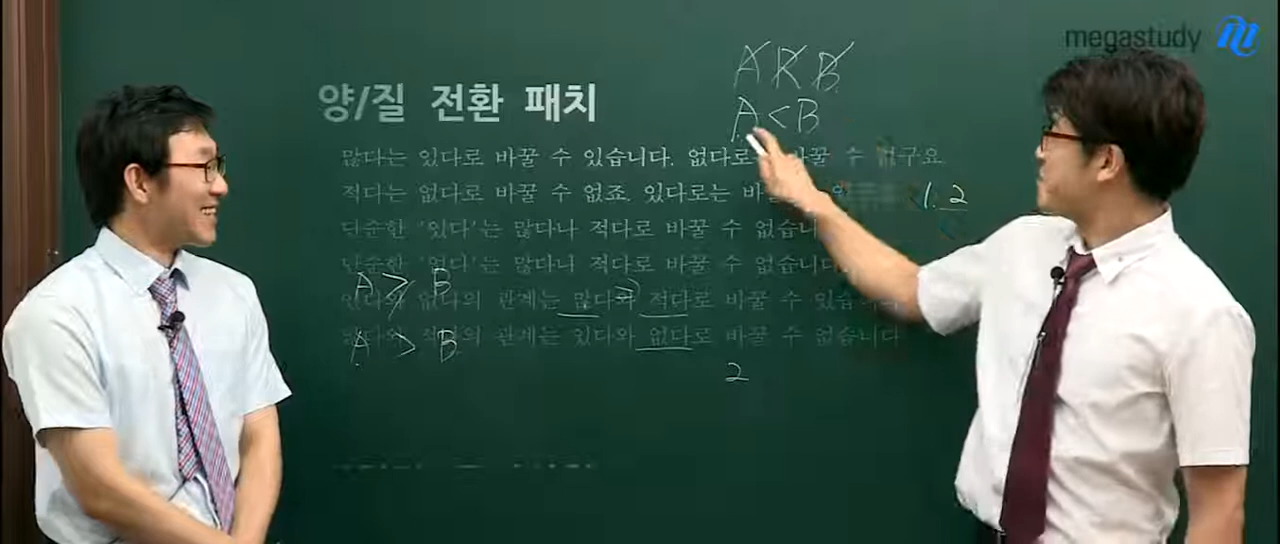 megastudy
A R B
양/질 전환 패치
A < B
많다는 있다로 바꿀 수 있습니다. 없다로 바꿀 수 없구요.
적다는 없다로 바꿀 수 없죠. 있다로는
1. 2
단순한 '있다'는 많다나 적다로 바꿀 수 없습니
단순한 '없다'는 많다나 적다로 바꿀 수 없습니다.
A > B
있다와 없다의 관계는 많다와 적다로 바꿀 수 있습니다
많다와 적다의 관계는 있다와 없다로 바꿀 수 없습니다
A > B
2